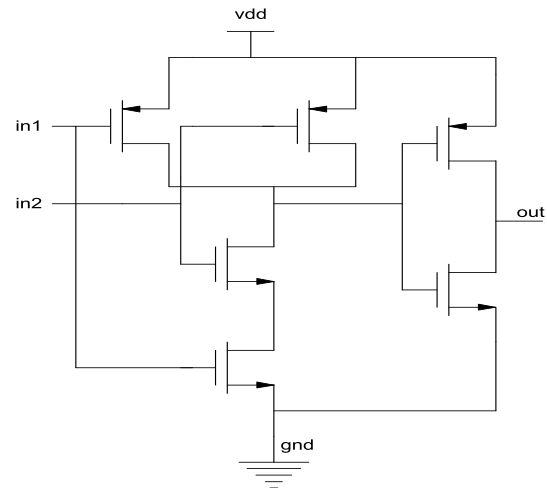 vdd
in1
in2
out
gnd